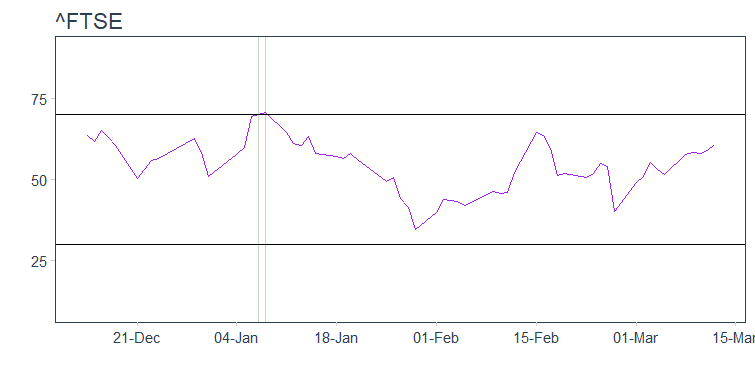 ^FTSE
75
50
25
21-Dec
04-Jan
18-Jan
01-Feb
15-Feb
01-Mar
15-Mar